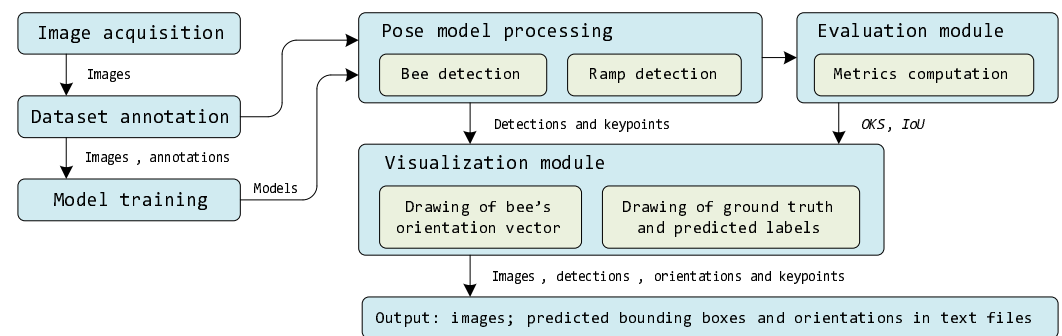 Image acquisition
Images
Dataset annotation
Images , annotations
Model training
Models
Pose model processing
Bee detection
Ramp detection
Evaluation module
Metrics computation
Detections and keypoints
OKS, IoU
Visualization module
Drawing of bee’s
orientation vector
Drawing of ground truth
and predicted labels
Images , detections , orientations and keypoints
Output: images; predicted bounding boxes and orientations in text files